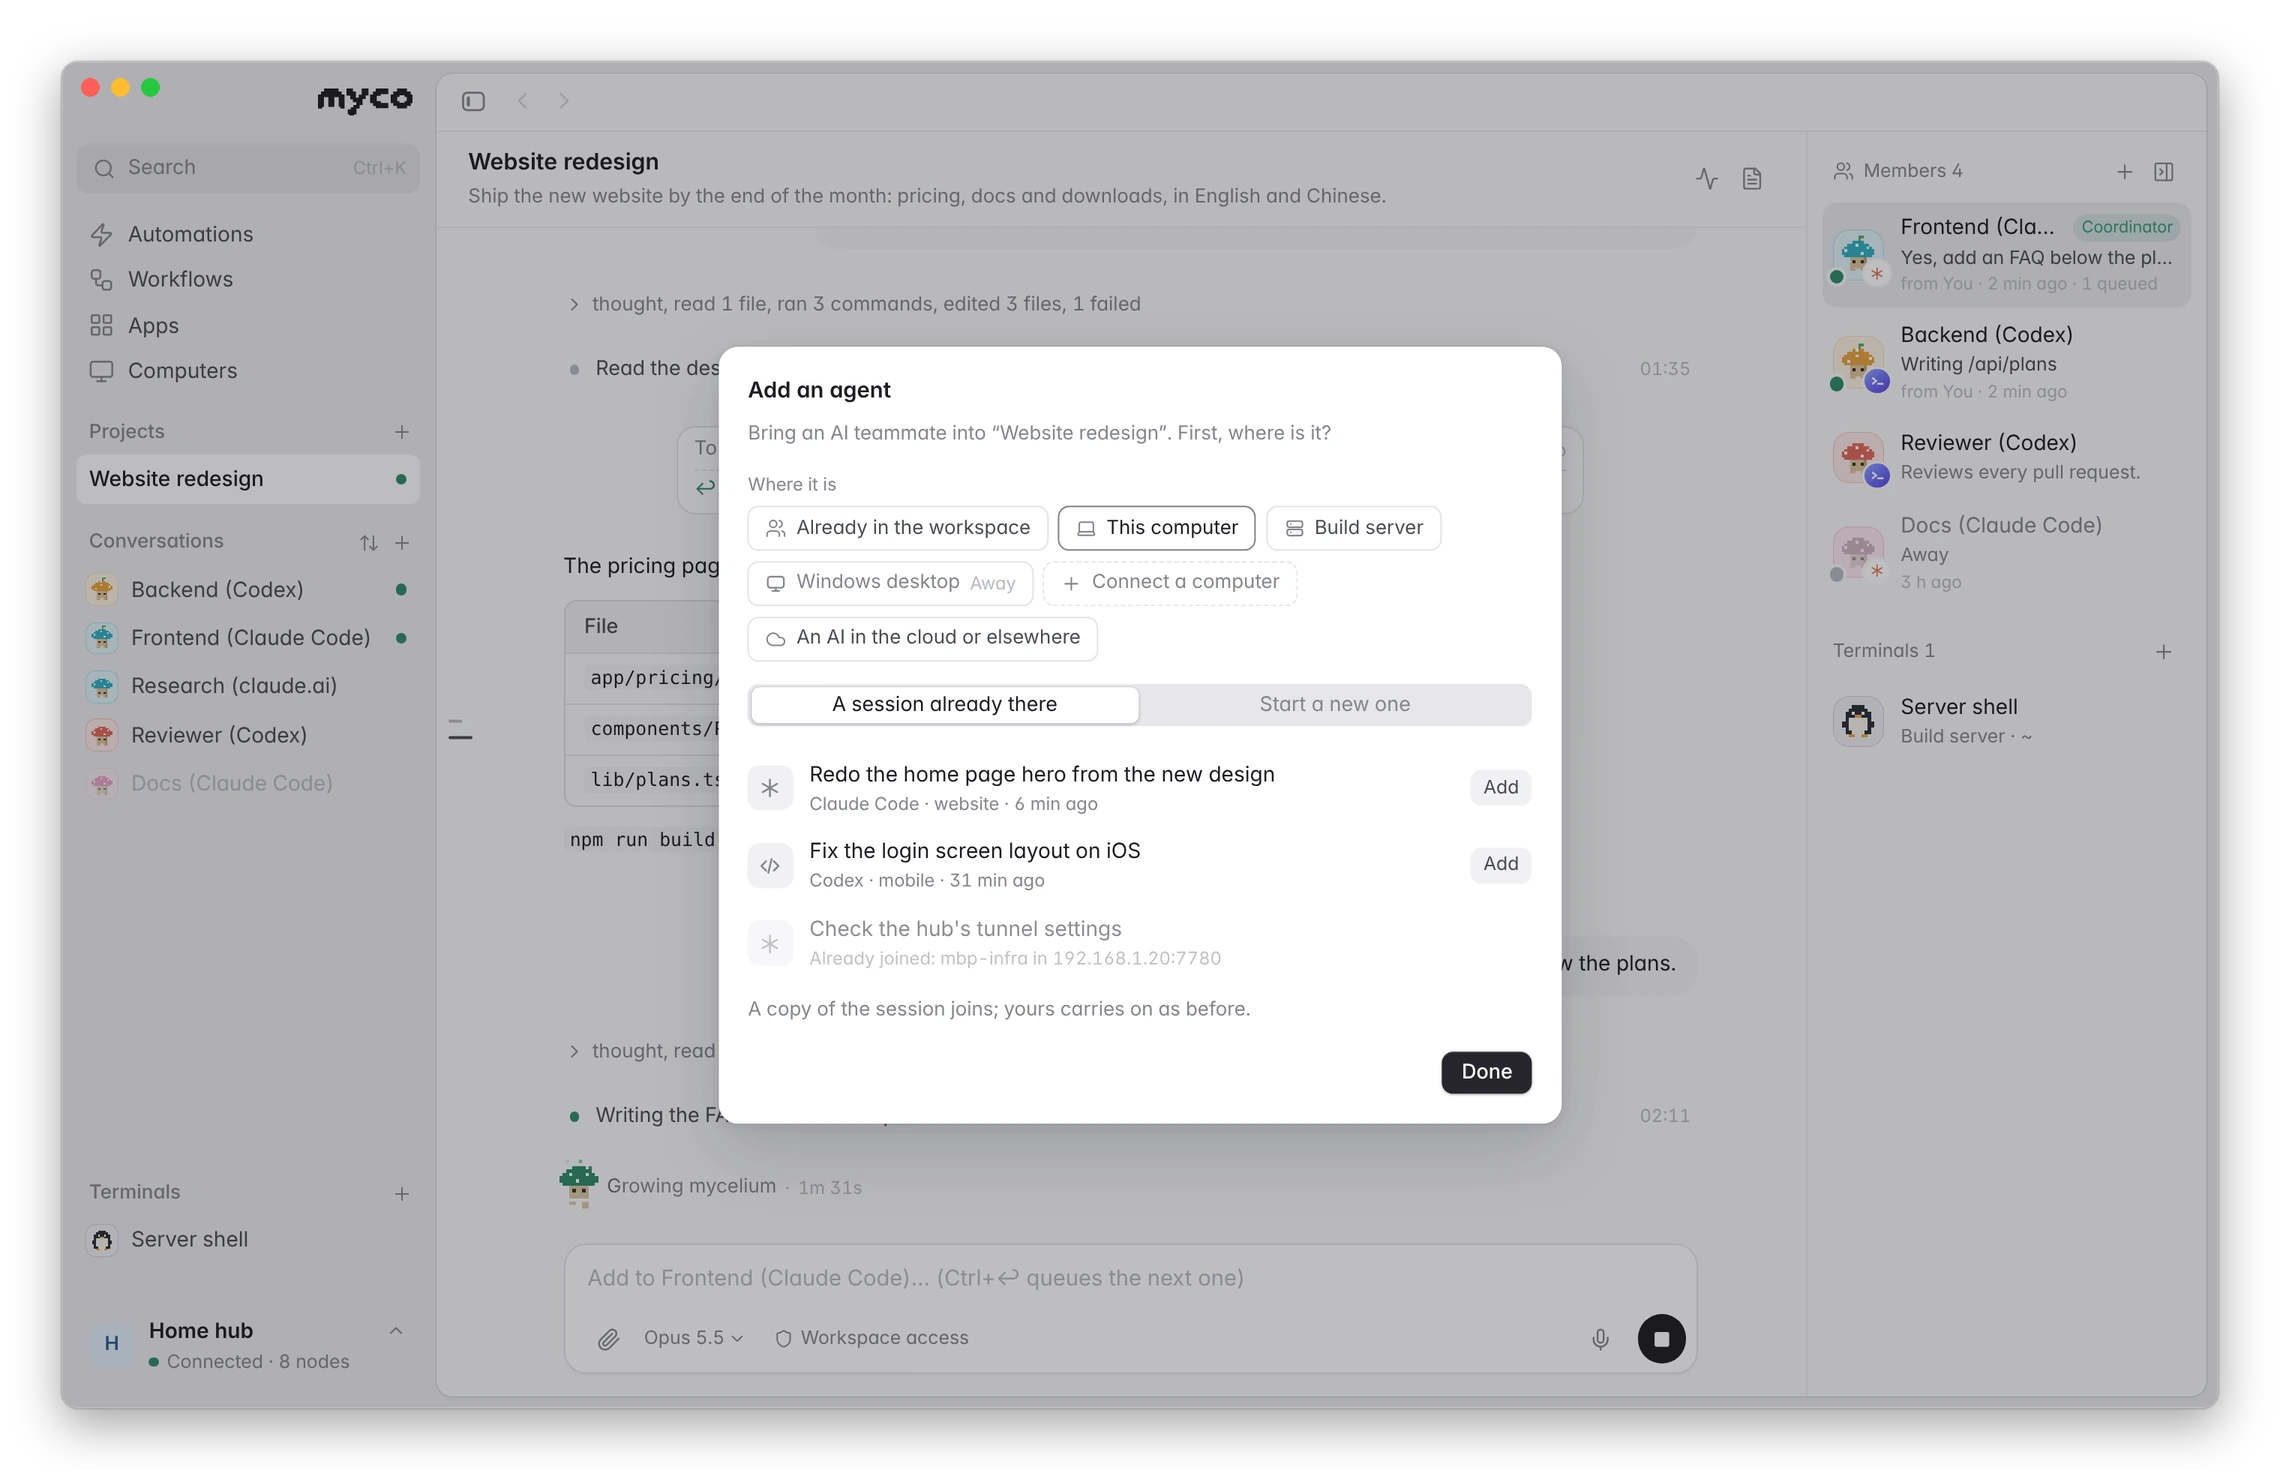 myco
Search Ctrl+K
Automations
Workflows
Apps
Computers
Projects
Website redesign
Conversations
Backend (Codex)
Frontend (Claude Code)
Research (claude.ai)
Reviewer (Codex)
Docs (Claude Code)
Terminals
Server shell
H
Home hub
Connected · 8 nodes
Website redesign
Ship the new website by the end of the month: pricing, docs and downloads, in English and Chinese.
thought, read 1 file, ran 3 commands, edited 3 files, 1 failed
Read the des
01:35
To
The pricing pag
File
app/pricing/
components/
lib/plans.ts
npm run build
w the plans.
thought, read
Writing the FA
02:11
Growing mycelium · 1m 31s
Add to Frontend (Claude Code)... (Ctrl+↩ queues the next one)
Opus 5.5
Workspace access
Add an agent
Bring an AI teammate into “Website redesign”. First, where is it?
Where it is
Already in the workspace
This computer
Build server
Windows desktop Away
Connect a computer
An AI in the cloud or elsewhere
A session already there
Start a new one
Redo the home page hero from the new design
Claude Code · website · 6 min ago
Add
Fix the login screen layout on iOS
Codex · mobile · 31 min ago
Add
Check the hub's tunnel settings
Already joined: mbp-infra in 192.168.1.20:7780
A copy of the session joins; yours carries on as before.
Done
Members 4
Frontend (Cla... Coordinator
Yes, add an FAQ below the pl...
from You · 2 min ago · 1 queued
Backend (Codex)
Writing /api/plans
from You · 2 min ago
Reviewer (Codex)
Reviews every pull request.
Docs (Claude Code)
Away
3 h ago
Terminals 1
Server shell
Build server · ~